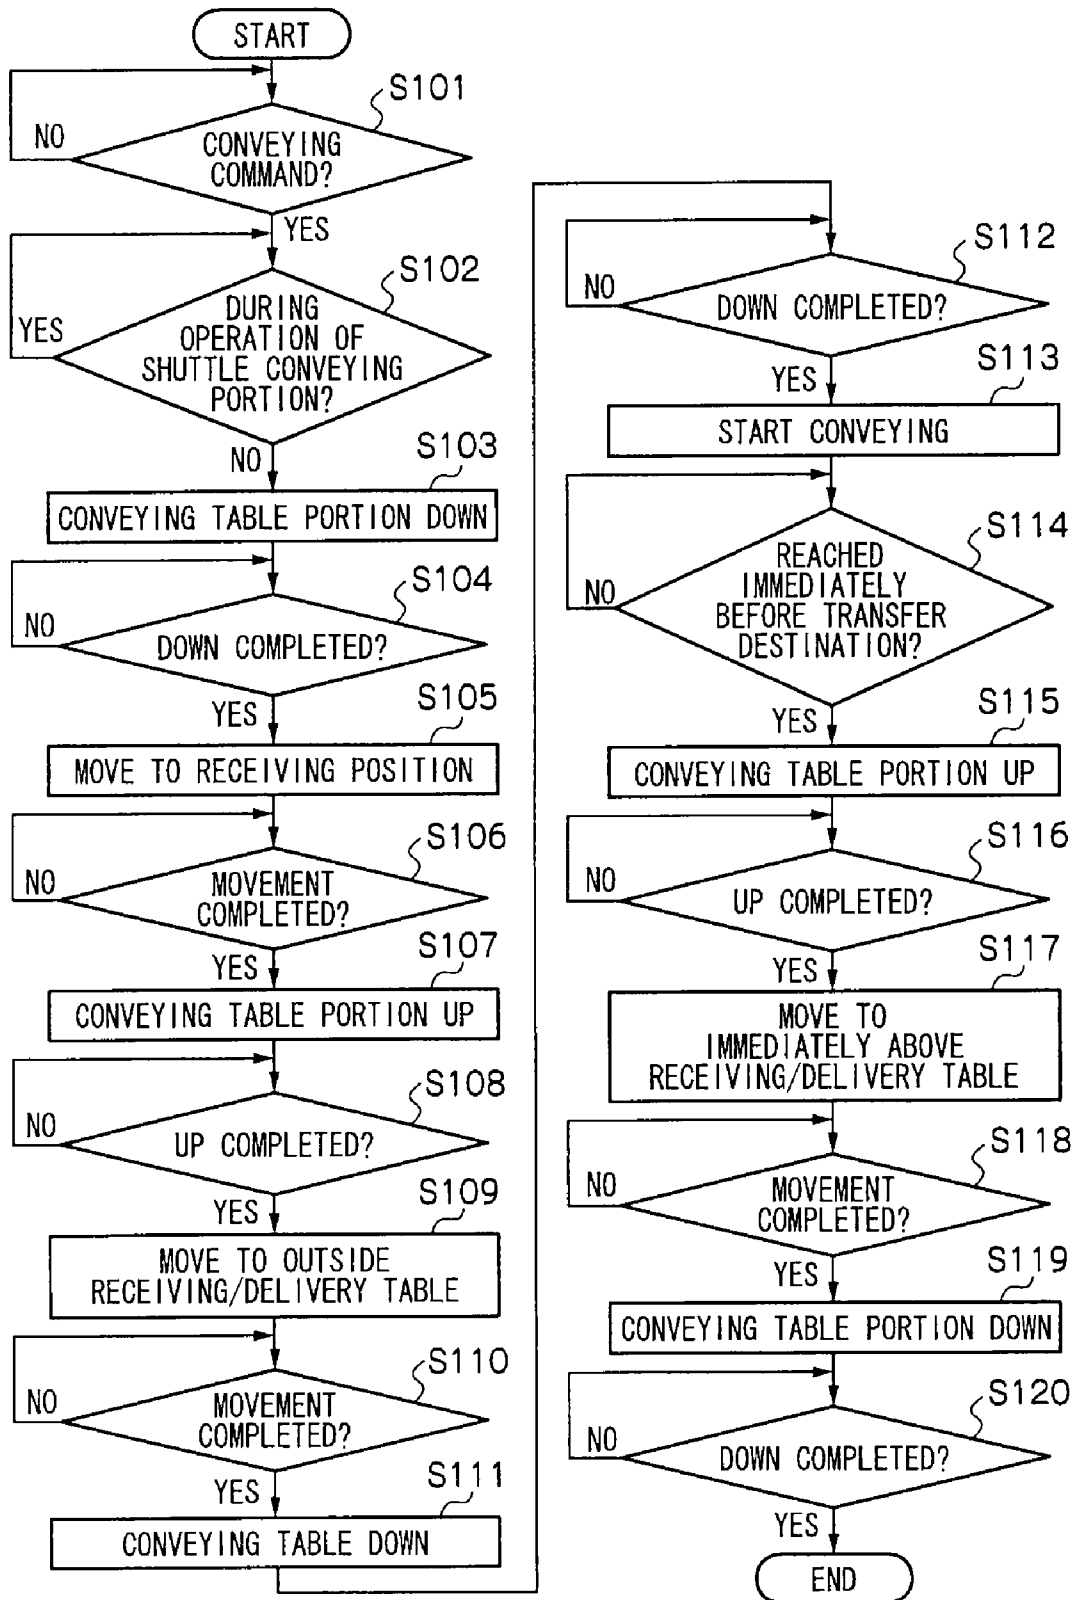 START
S101
NO
CONVEYING
COMMAND?
YES
S102
YES
DURING
OPERATION OF
SHUTTLE CONVEYING
PORTION?
NO
S103
CONVEYING TABLE PORTION DOWN
S104
NO
DOWN COMPLETED?
YES
S105
MOVE TO RECEIVING POSITION
S106
NO
MOVEMENT
COMPLETED?
YES
S107
CONVEYING TABLE PORTION UP
S108
NO
UP COMPLETED?
YES
S109
MOVE TO OUTSIDE
RECEIVING/DELIVERY TABLE
S110
NO
MOVEMENT
COMPLETED?
YES
S111
CONVEYING TABLE DOWN
S112
NO
DOWN COMPLETED?
YES
S113
START CONVEYING
S114
NO
REACHED
IMMEDIATELY
BEFORE TRANSFER
DESTINATION?
YES
S115
CONVEYING TABLE PORTION UP
S116
NO
UP COMPLETED?
YES
S117
MOVE TO
IMMEDIATELY ABOVE
RECEIVING/DELIVERY TABLE
S118
NO
MOVEMENT
COMPLETED?
YES
S119
CONVEYING TABLE PORTION DOWN
S120
NO
DOWN COMPLETED?
YES
END